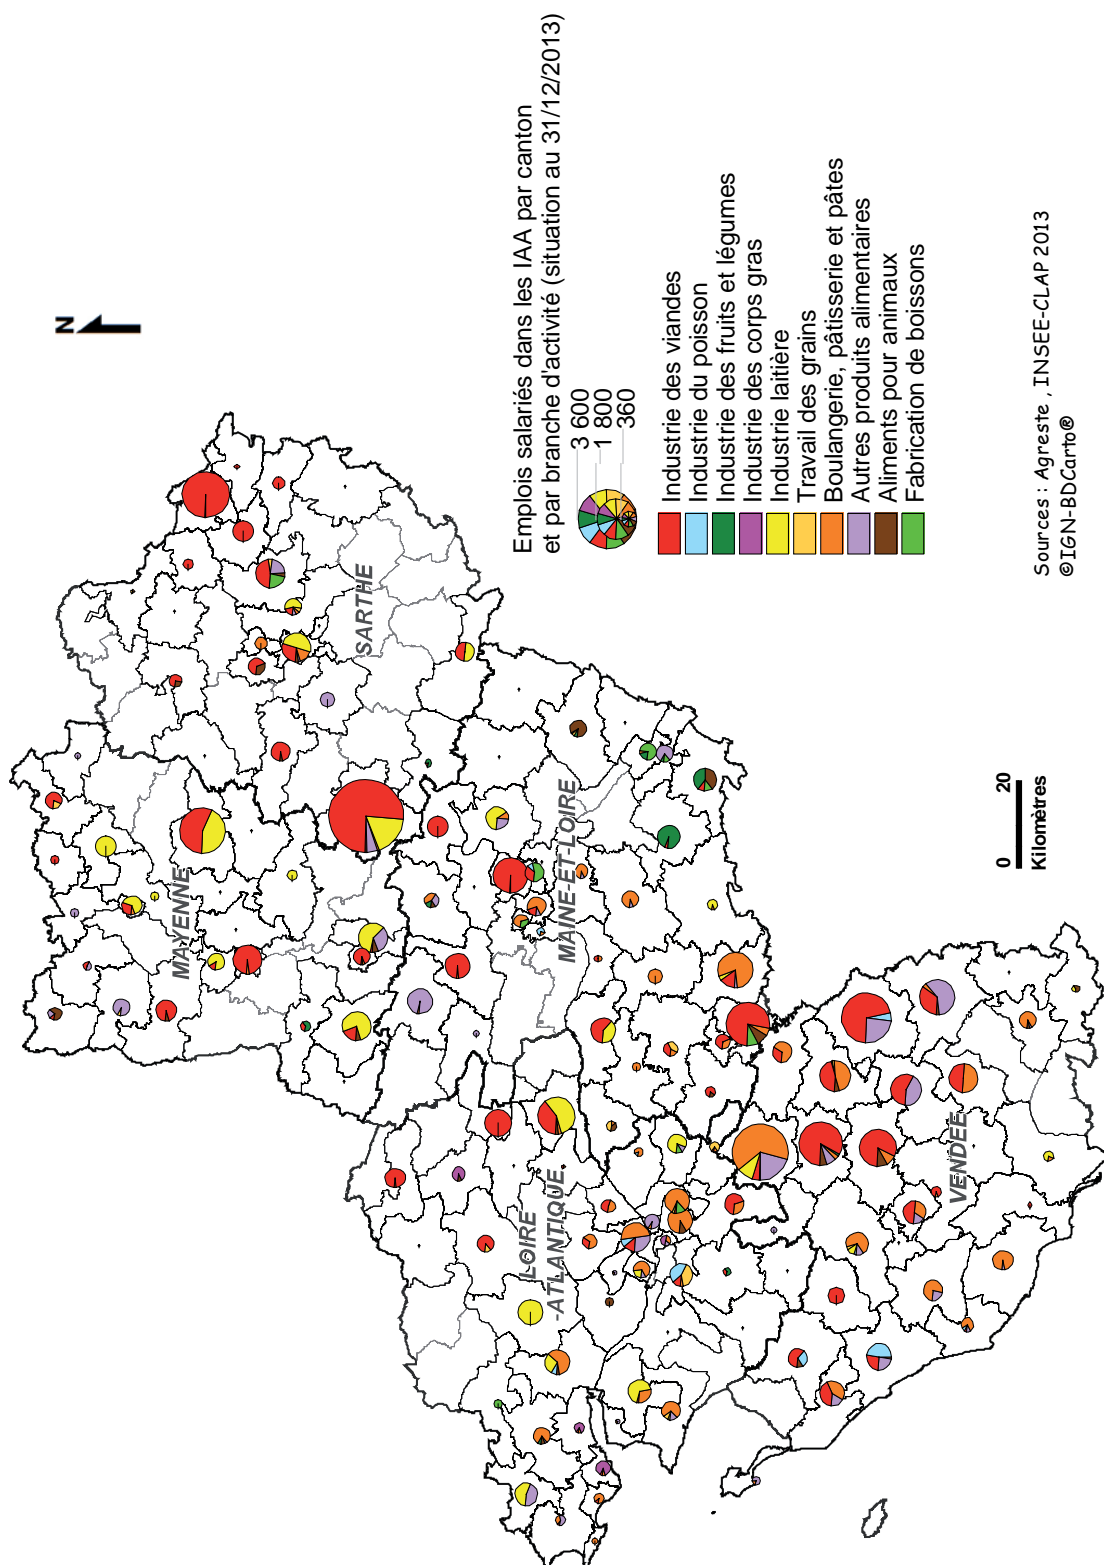 N
Emplois salariés dans les IAA par canton
et par branche d'activité (situation au 31/12/2013)
3 600
1 800
360
Industrie des viandes
Industrie du poisson
Industrie des fruits et légumes
Industrie des corps gras
Industrie laitière
Travail des grains
Boulangerie, pâtisserie et pâtes
Autres produits alimentaires
Aliments pour animaux
Fabrication de boissons
MAYENNE
SARTHE
LOIRE
-ATLANTIQUE
MAINE-ET-LOIRE
VENDEE
0 20
Kilomètres
Sources : Agreste , INSEE-CLAP 2013
©IGN-BDCarto®